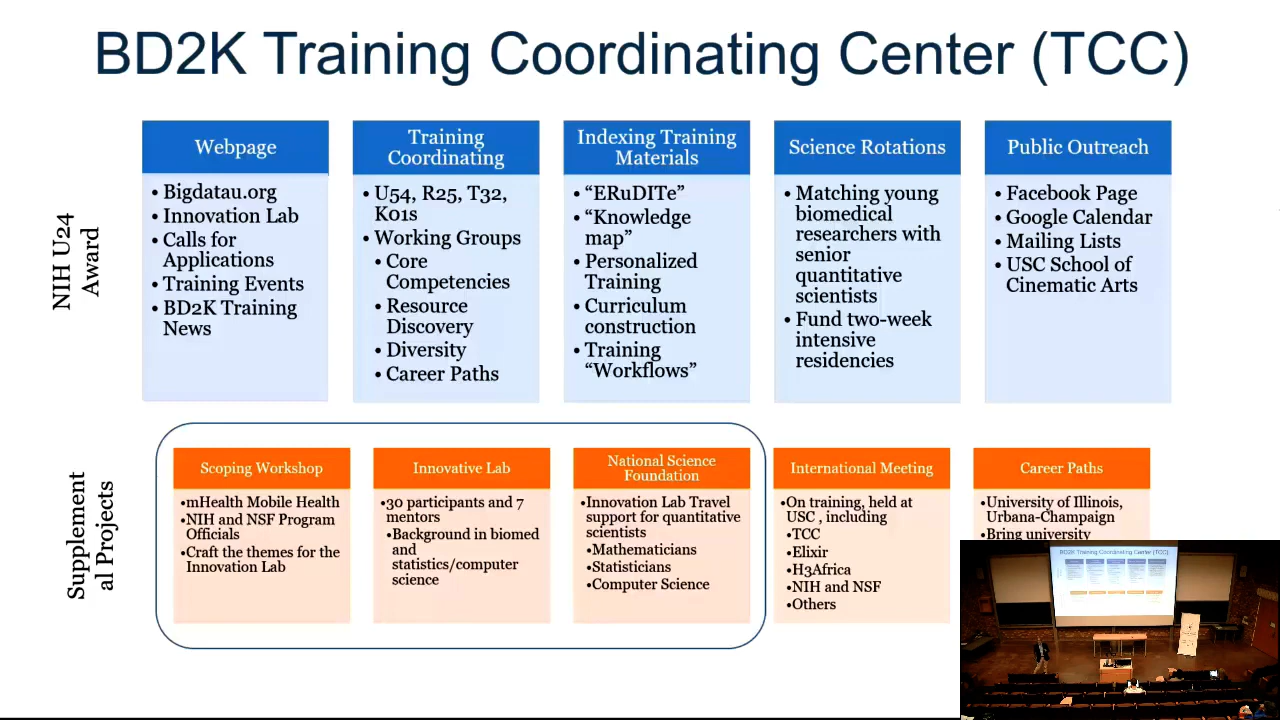 BD2K Training Coordinating Center (TCC)
NIH U24
Award
Webpage
• Bigdatau.org
• Innovation Lab
• Calls for
Applications
• Training Events
• BD2K Training
News
Training
Coordinating
• U54, R25, T32,
K01s
• Working Groups
• Core
Competencies
• Resource
Discovery
• Diversity
• Career Paths
Indexing Training
Materials
• “ERuDITe”
• “Knowledge
map”
• Personalized
Training
• Curriculum
construction
• Training
“Workflows”
Science Rotations
• Matching young
biomedical
researchers with
senior
quantitative
scientists
• Fund two-week
intensive
residencies
Public Outreach
• Facebook Page
• Google Calendar
• Mailing Lists
• USC School of
Cinematic Arts
Supplement
al Projects
Scoping Workshop
•mHealth Mobile Health
•NIH and NSF Program
Officials
•Craft the themes for the
Innovation Lab
Innovative Lab
•30 participants and 7
mentors
•Background in biomed
and
statistics/computer
science
National Science
Foundation
•Innovation Lab Travel
support for quantitative
scientists
•Mathematicians
•Statisticians
•Computer Science
International Meeting
•On training, held at
USC , including
•TCC
•Elixir
•H3Africa
•NIH and NSF
•Others
Career Paths
•University of Illinois,
Urbana-Champaign
•Bring university
BD2K Training Coordinating Center (TCC)